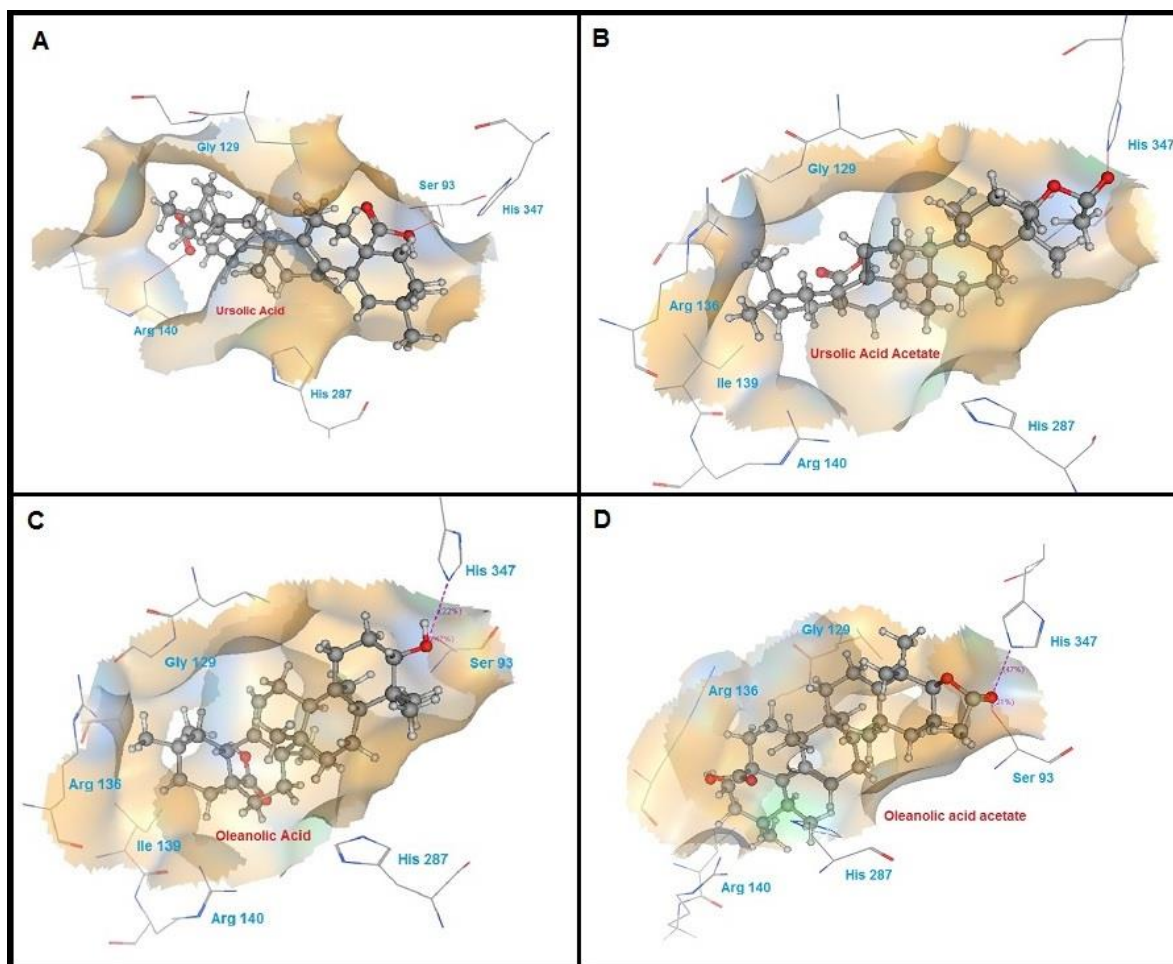 A
Gly 129
Ser 93
His 347
Ursolic Acid
Arg 140
His 287
B
His 347
Gly 129
Arg 136
Ursolic Acid Acetate
Ile 139
His 287
Arg 140
C
His 347
Gly 129
Ser 93
Arg 136
Oleanolic Acid
Ile 139
His 287
Arg 140
D
Gly 129
His 347
Arg 136
Ser 93
Oleanolic acid acetate
His 287
Arg 140